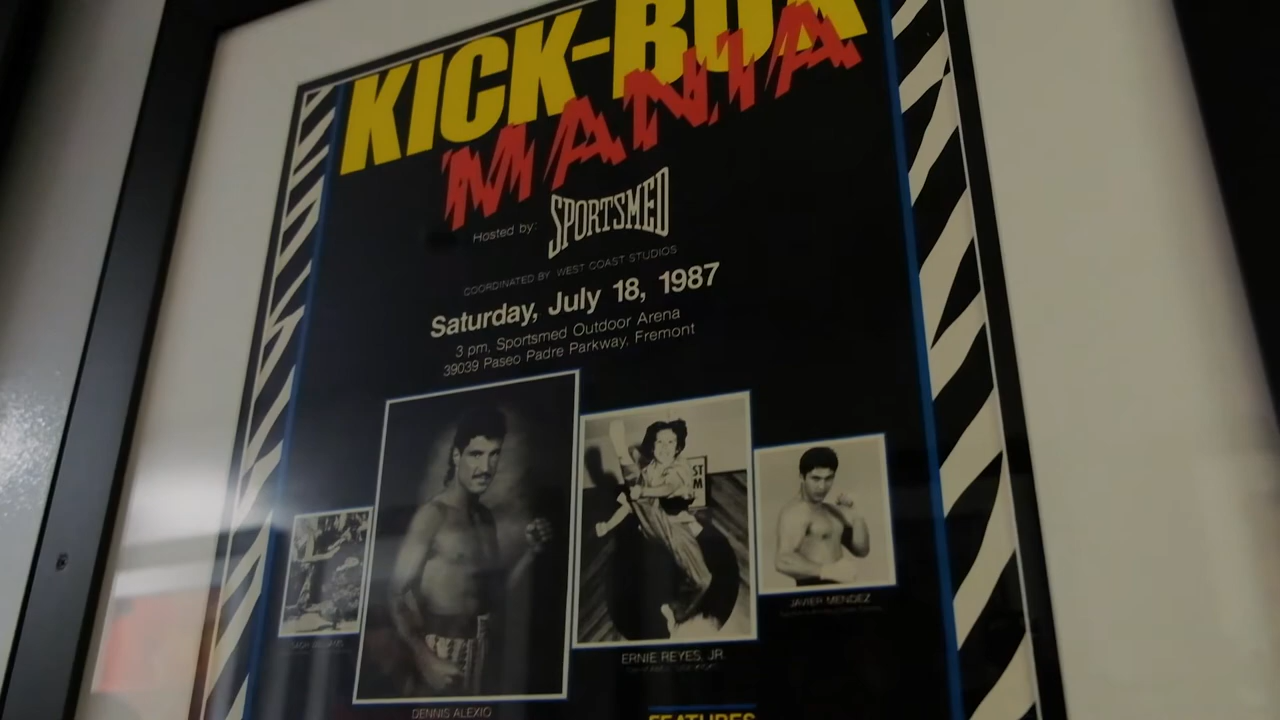 KICK-BOX
MANIA
Hosted by: SPORTSMED
COORDINATED BY WEST COAST STUDIOS
Saturday, July 18, 1987
3 pm, Sportsmed Outdoor Arena
39039 Paseo Padre Parkway, Fremont
ST
M
JAVIER MENDEZ
ERNIE REYES, JR.
DENNIS ALEXIO
FEATURES